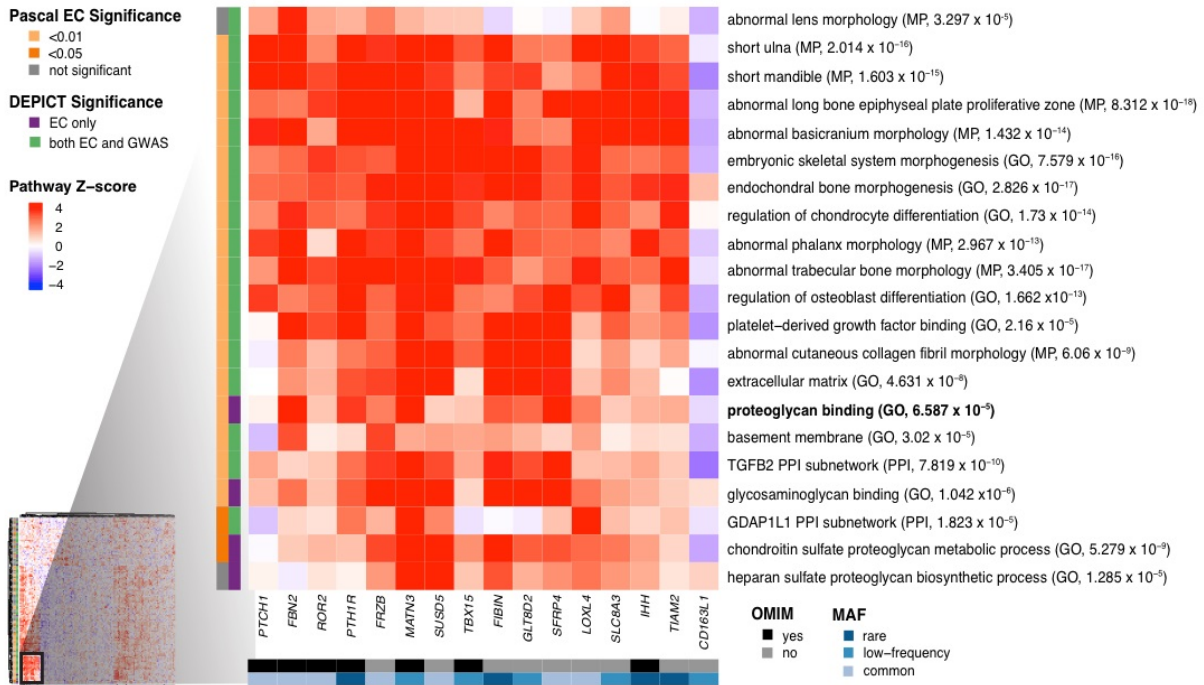 Pascal EC Significance
<0.01
<0.05
not significant
DEPICT Significance
EC only
both EC and GWAS
Pathway Z−score
4
2
0
−2
−4
abnormal lens morphology (MP, 3.297 x 10⁻⁵)
short ulna (MP, 2.014 x 10⁻¹⁶)
short mandible (MP, 1.603 x 10⁻¹⁵)
abnormal long bone epiphyseal plate proliferative zone (MP, 8.312 x 10⁻¹⁸)
abnormal basicranium morphology (MP, 1.432 x 10⁻¹⁴)
embryonic skeletal system morphogenesis (GO, 7.579 x 10⁻¹⁶)
endochondral bone morphogenesis (GO, 2.826 x 10⁻¹⁷)
regulation of chondrocyte differentiation (GO, 1.73 x 10⁻¹⁴)
abnormal phalanx morphology (MP, 2.967 x 10⁻¹³)
abnormal trabecular bone morphology (MP, 3.405 x 10⁻¹⁷)
regulation of osteoblast differentiation (GO, 1.662 x10⁻¹³)
platelet−derived growth factor binding (GO, 2.16 x 10⁻⁵)
abnormal cutaneous collagen fibril morphology (MP, 6.06 x 10⁻⁹)
extracellular matrix (GO, 4.631 x 10⁻⁸)
proteoglycan binding (GO, 6.587 x 10⁻⁵)
basement membrane (GO, 3.02 x 10⁻⁵)
TGFB2 PPI subnetwork (PPI, 7.819 x 10⁻¹⁰)
glycosaminoglycan binding (GO, 1.042 x10⁻⁶)
GDAP1L1 PPI subnetwork (PPI, 1.823 x 10⁻⁵)
chondroitin sulfate proteoglycan metabolic process (GO, 5.279 x 10⁻⁹)
heparan sulfate proteoglycan biosynthetic process (GO, 1.285 x 10⁻⁵)
PTCH1
FBN2
ROR2
PTH1R
FRZB
MATN3
SUSD5
TBX15
FIBIN
GLT8D2
SFRP4
LOXL4
SLC8A3
IHH
TIAM2
CD163L1
OMIM
yes
no
MAF
rare
low−frequency
common